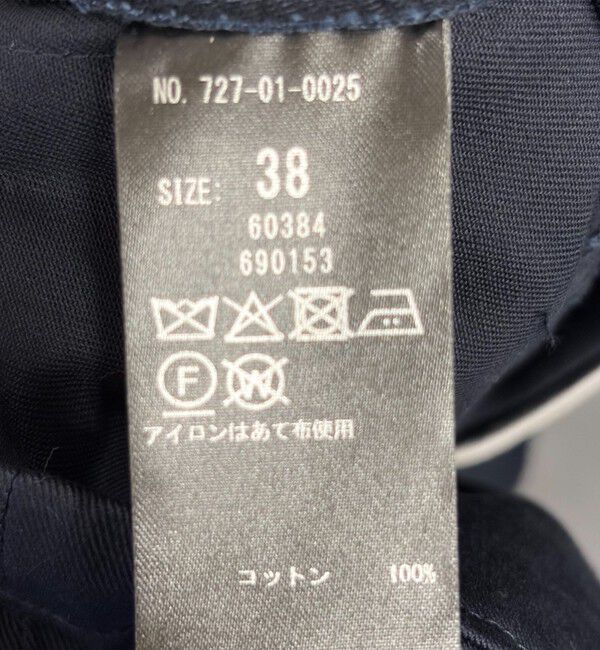 NO. 727-01-0025
SIZE: 38
60384
690153
F W
アイロンはあて布使用
コットン 100%